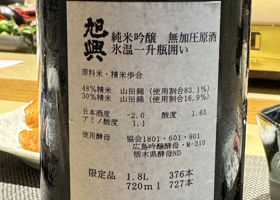 旭興
純米吟醸 無加圧原酒
氷温一升瓶囲い
原料米・精米歩合
48%精米 山田錦(使用割合83.1%)
30%精米 山田錦(使用割合16.9%)
日本酒度 -2.0 酸度 1.65
アミノ酸度 1.1
使用酵母 協会1801・601・901
広島吟醸酵母・M-310
栃木県酵母ND
限定品 1.8L 376本
720ml 727本